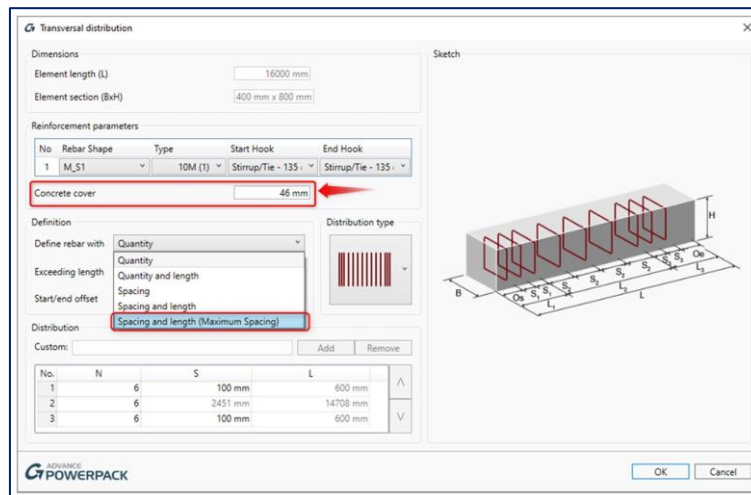 Transversal distribution
Dimensions
Element length (L) 16000 mm
Element section (BxH) 400 mm x 800 mm
Reinforcement parameters
No Rebar Shape Type Start Hook End Hook
1 M_S1 10M (1) Stirrup/Tie - 135 Stirrup/Tie - 135
Concrete cover 46 mm
Definition
Define rebar with Quantity
Quantity
Exceeding length Quantity and length
Spacing
Start/end offset Spacing and length
Spacing and length (Maximum Spacing)
Distribution type
Distribution
Custom: Add Remove
No. N S L
1 6 100 mm 600 mm
2 6 2451 mm 14708 mm
3 6 100 mm 600 mm
Sketch
H
B
Os S₁ S₁ S₂ S₂ S₂ S₂ S₃ S₃ Oe
L₁ L₂ L₃
L
ADVANCE
POWERPACK
OK Cancel